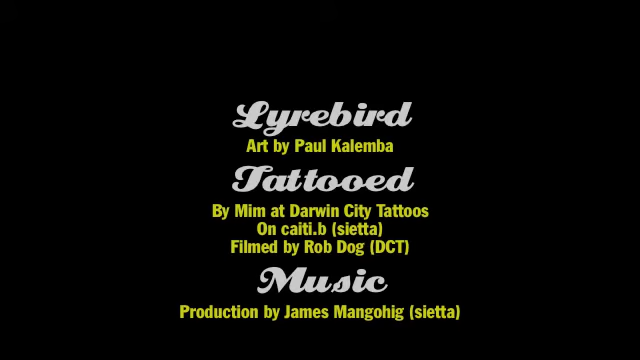 Lyrebird
Art by Paul Kalemba
Tattooed
By Mim at Darwin City Tattoos
On caiti.b (sietta)
Filmed by Rob Dog (DCT)
Music
Production by James Mangohig (sietta)